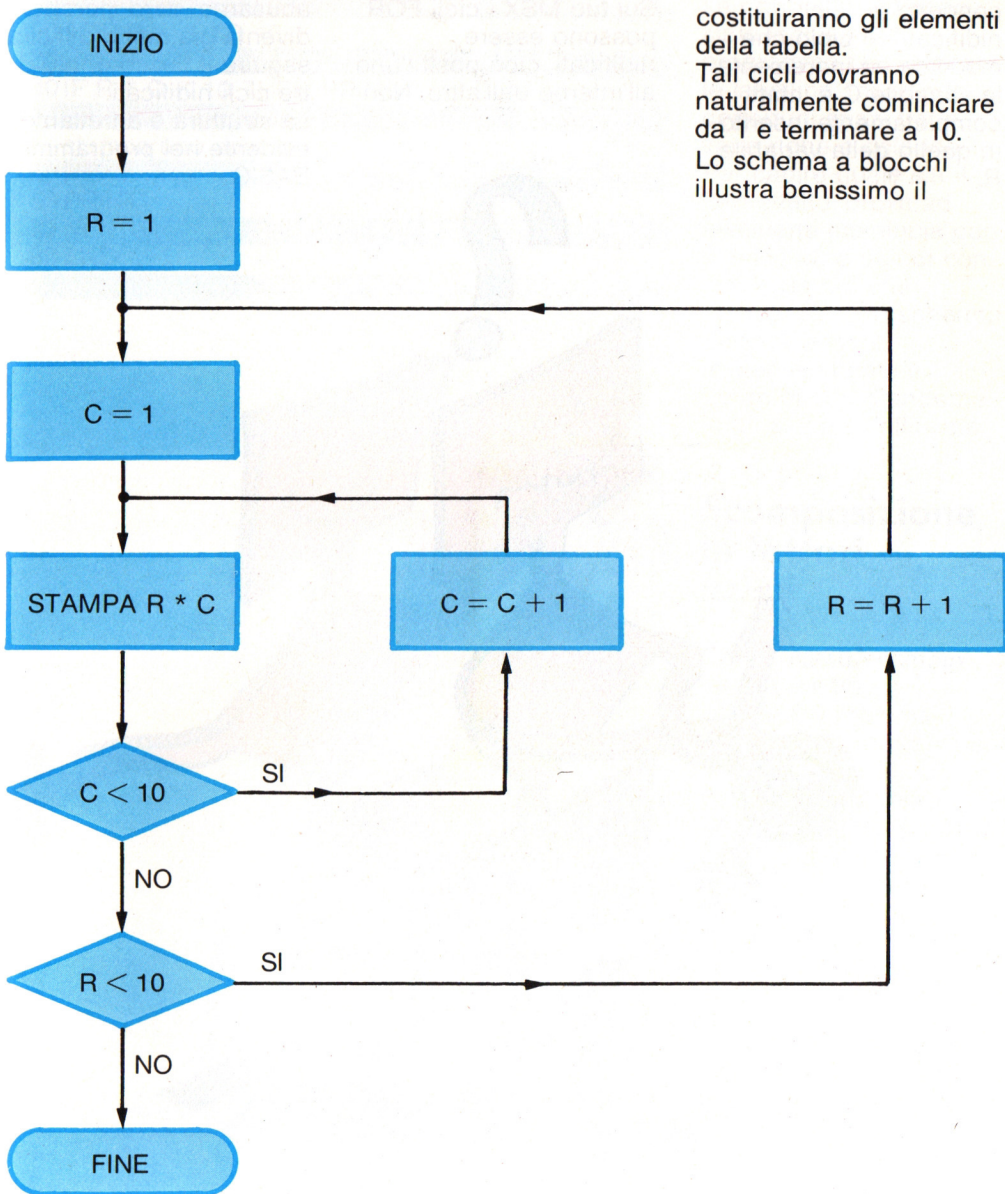 costituiranno gli elementi
della tabella.
Tali cicli dovranno
naturalmente cominciare
da 1 e terminare a 10.
Lo schema a blocchi
illustra benissimo il
INIZIO
R = 1
C = 1
STAMPA R * C
C = C + 1
R = R + 1
C < 10
SI
NO
R < 10
SI
NO
FINE